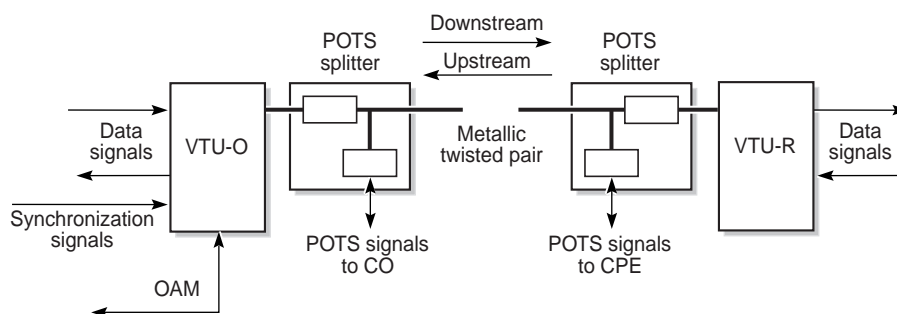 Downstream
POTS
splitter
Upstream
POTS
splitter
Data
signals
VTU-O
Metallic
twisted pair
VTU-R
Data
signals
Synchronization
signals
POTS signals
to CO
POTS signals
to CPE
OAM